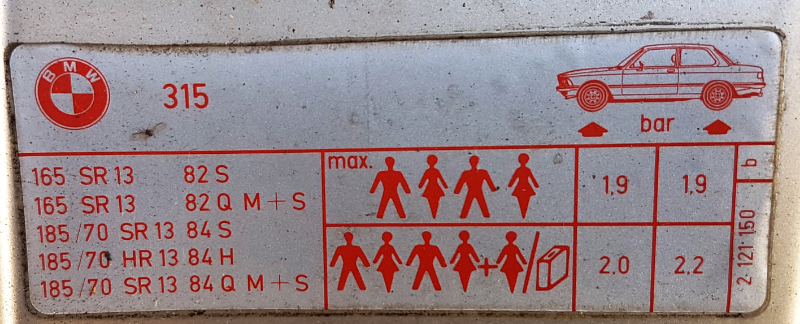 BMW
315
bar
165 SR 13 82 S
165 SR 13 82 Q M + S
185/70 SR 13 84 S
185/70 HR 13 84 H
185/70 SR 13 84 Q M + S
max.
1,9 1,9
+ /
2.0 2.2
2·121 150 b